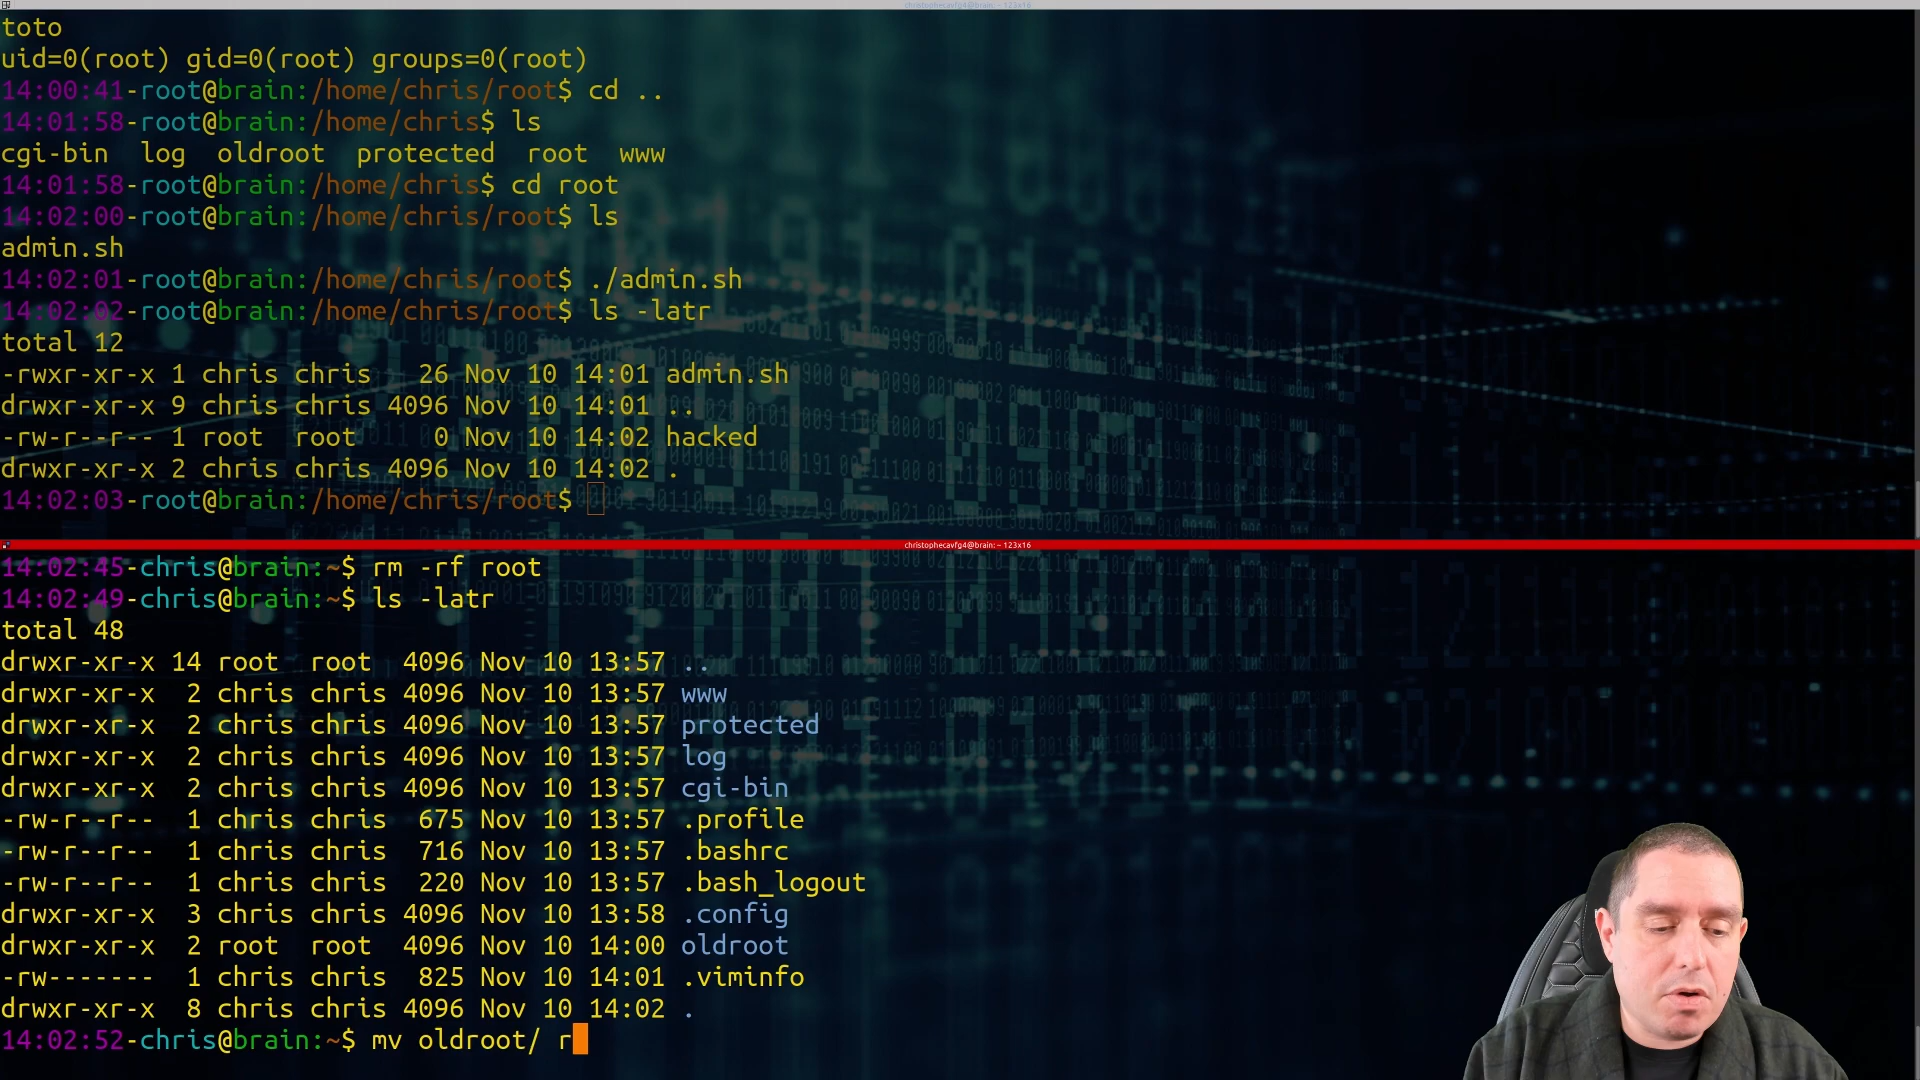 christophecavfg4@brain: ~ 123x16
toto
uid=0(root) gid=0(root) groups=0(root)
14:00:41-root@brain:/home/chris/root$ cd ..
14:01:58-root@brain:/home/chris$ ls
cgi-bin  log  oldroot  protected  root  www
14:01:58-root@brain:/home/chris$ cd root
14:02:00-root@brain:/home/chris/root$ ls
admin.sh
14:02:01-root@brain:/home/chris/root$ ./admin.sh
14:02:02-root@brain:/home/chris/root$ ls -latr
total 12
-rwxr-xr-x 1 chris chris   26 Nov 10 14:01 admin.sh
drwxr-xr-x 9 chris chris 4096 Nov 10 14:01 ..
-rw-r--r-- 1 root  root     0 Nov 10 14:02 hacked
drwxr-xr-x 2 chris chris 4096 Nov 10 14:02 .
14:02:03-root@brain:/home/chris/root$
christophecavfg4@brain: ~ 123x16
14:02:45-chris@brain:~$ rm -rf root
14:02:49-chris@brain:~$ ls -latr
total 48
drwxr-xr-x 14 root  root  4096 Nov 10 13:57 ..
drwxr-xr-x  2 chris chris 4096 Nov 10 13:57 www
drwxr-xr-x  2 chris chris 4096 Nov 10 13:57 protected
drwxr-xr-x  2 chris chris 4096 Nov 10 13:57 log
drwxr-xr-x  2 chris chris 4096 Nov 10 13:57 cgi-bin
-rw-r--r--  1 chris chris  675 Nov 10 13:57 .profile
-rw-r--r--  1 chris chris  716 Nov 10 13:57 .bashrc
-rw-r--r--  1 chris chris  220 Nov 10 13:57 .bash_logout
drwxr-xr-x  3 chris chris 4096 Nov 10 13:58 .config
drwxr-xr-x  2 root  root  4096 Nov 10 14:00 oldroot
-rw-------  1 chris chris  825 Nov 10 14:01 .viminfo
drwxr-xr-x  8 chris chris 4096 Nov 10 14:02 .
14:02:52-chris@brain:~$ mv oldroot/ r